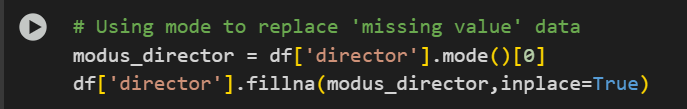 # Using mode to replace 'missing value' data
modus_director = df['director'].mode()[0]
df['director'].fillna(modus_director,inplace=True)